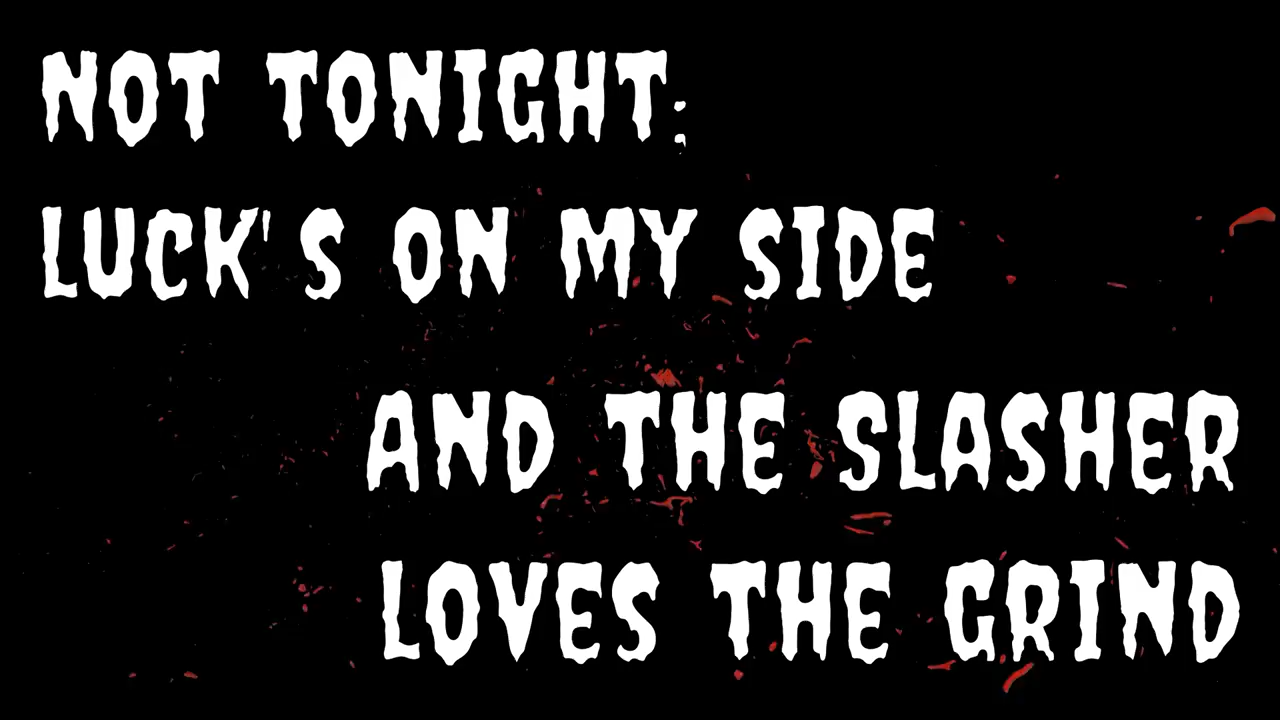 NOT TONIGHT:
LUCK'S ON MY SIDE
AND THE SLASHER
LOVES THE GRIND